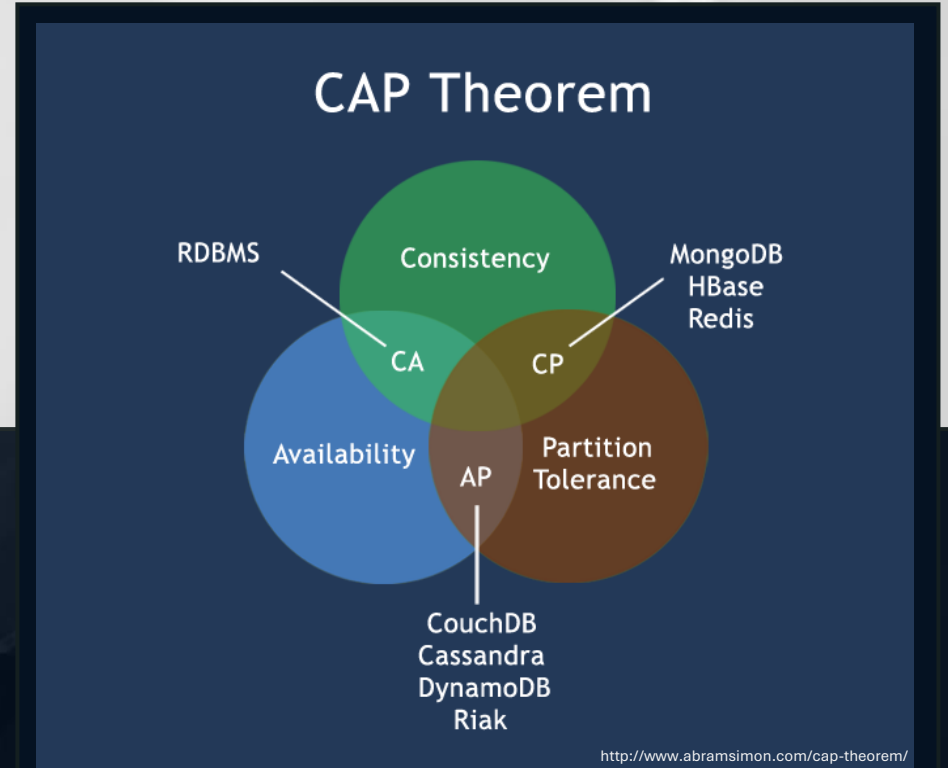 CAP Theorem
Consistency
RDBMS
MongoDB
HBase
Redis
CA
CP
Availability
Partition
Tolerance
AP
CouchDB
Cassandra
DynamoDB
Riak
http://www.abramsimon.com/cap-theorem/